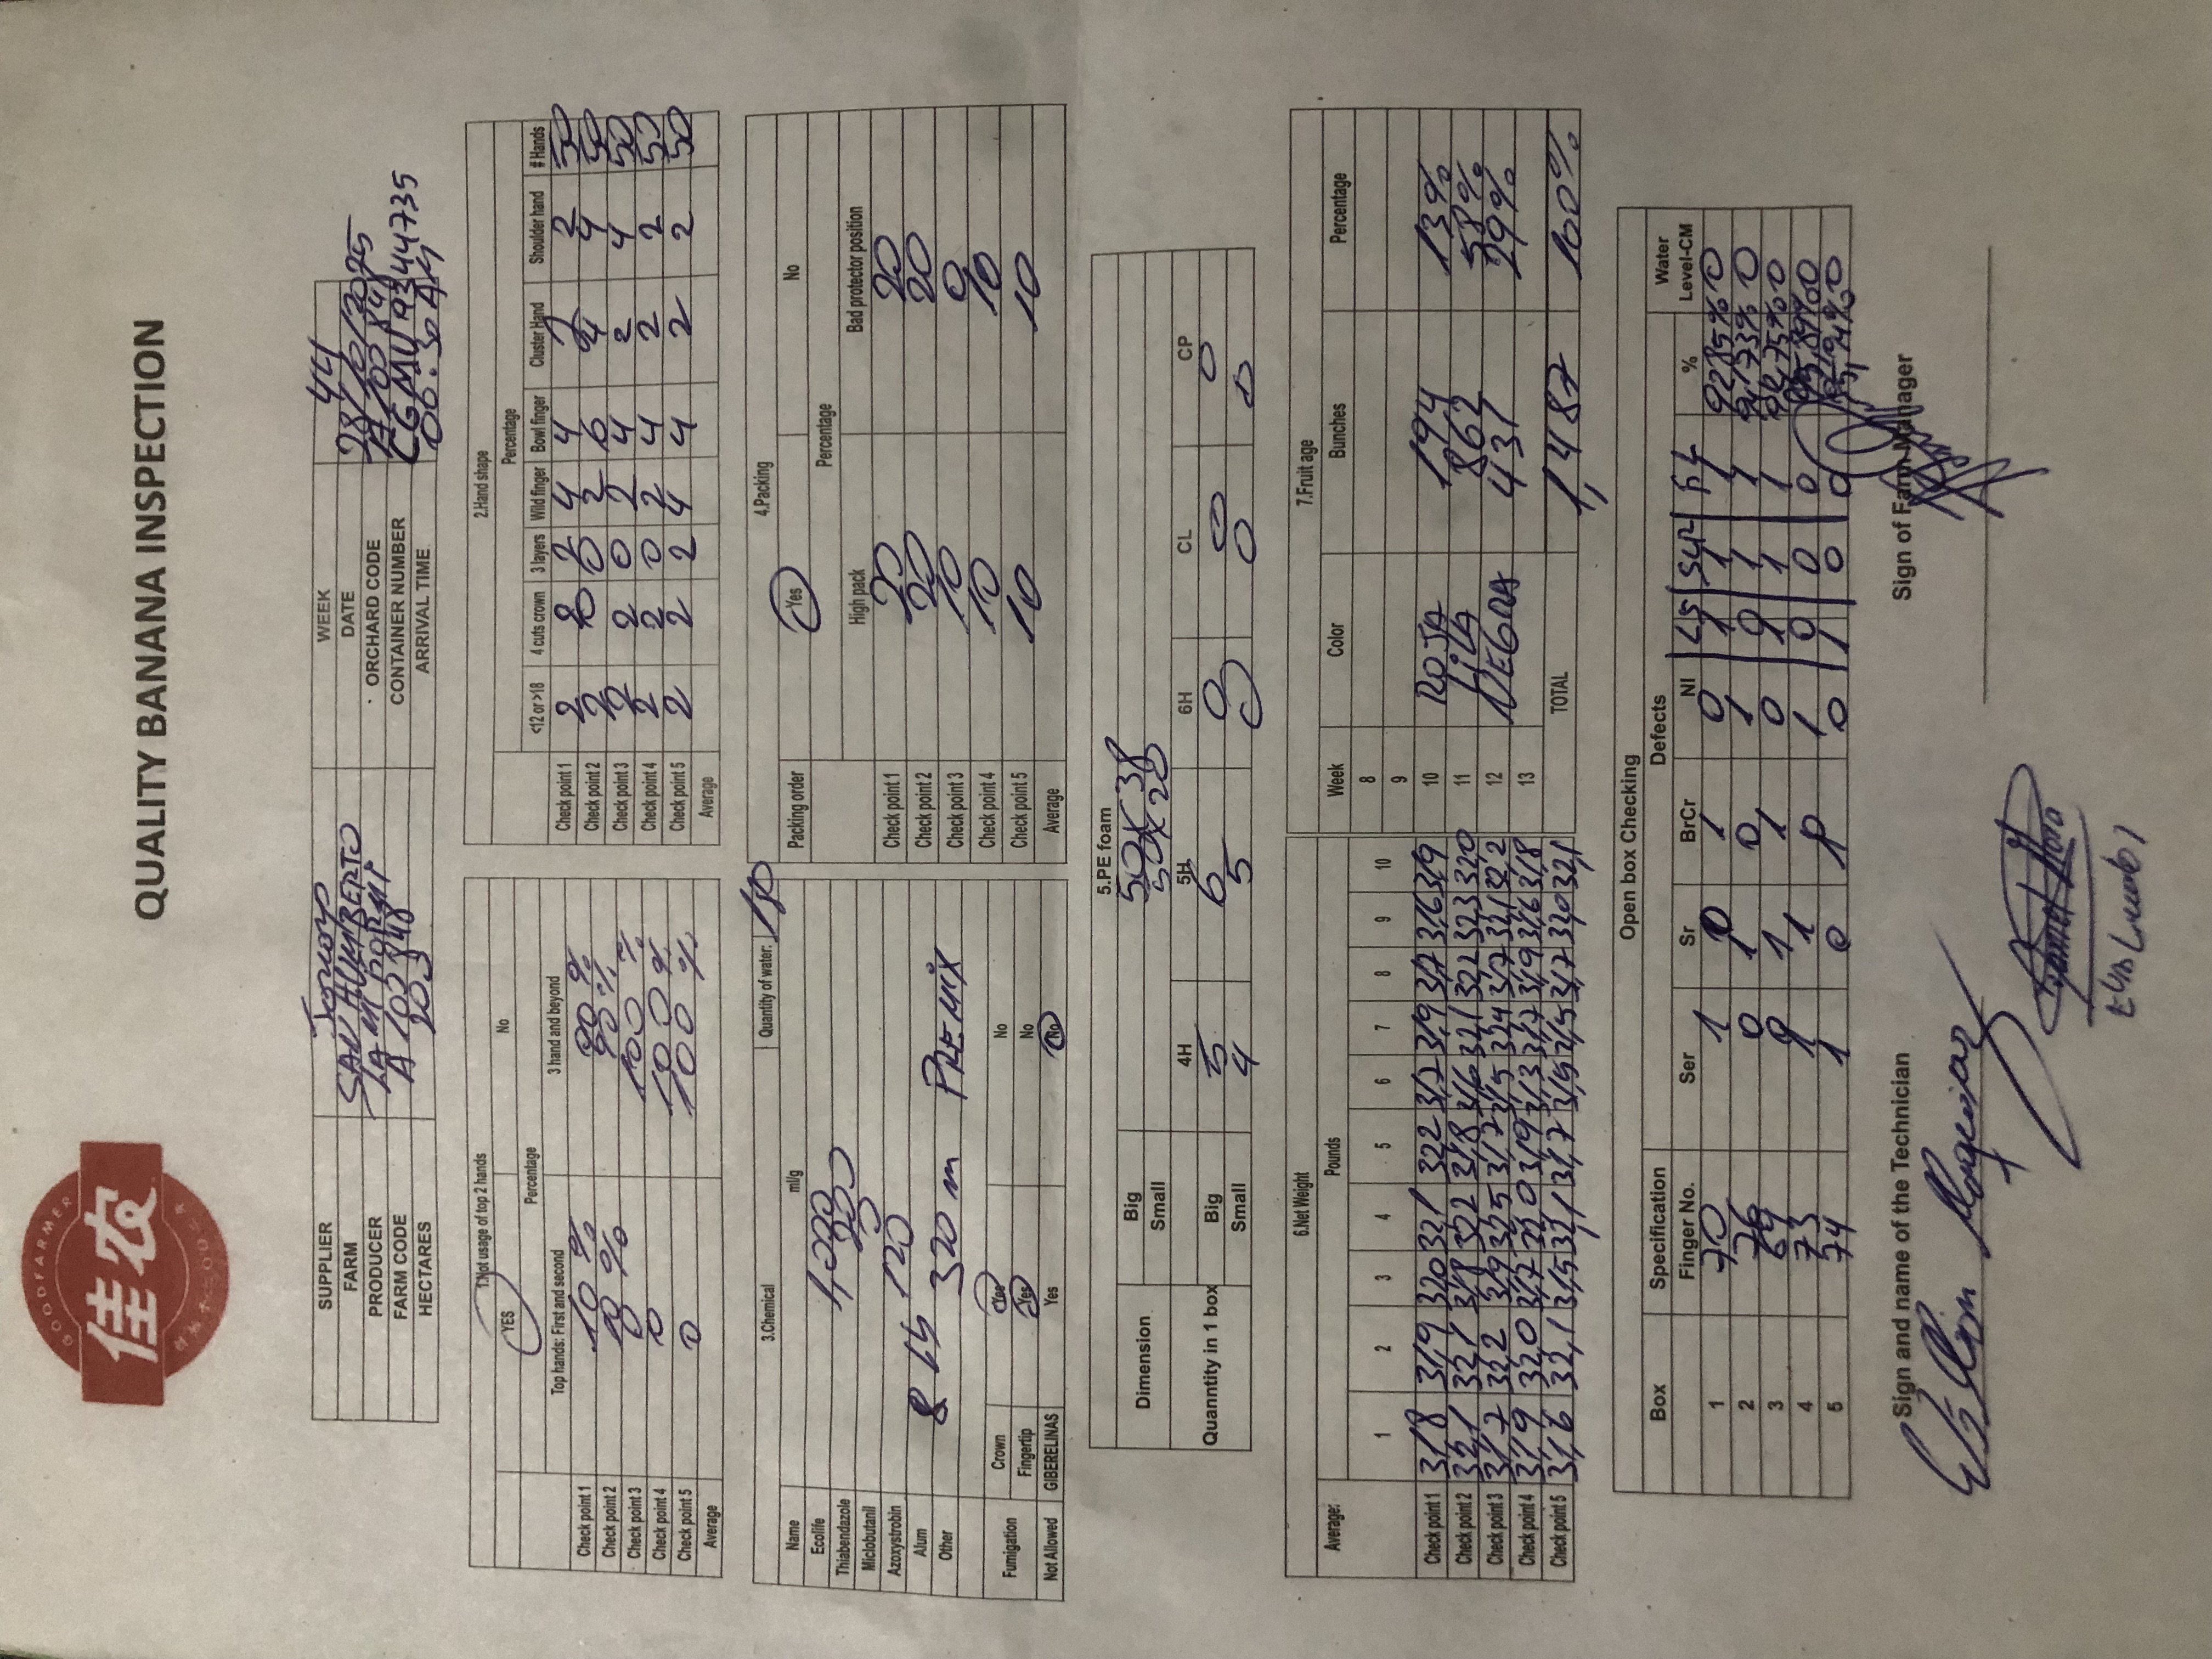 GOODFARMER
佳农
QUALITY BANANA INSPECTION
SUPPLIER WEEK 44
FARM SAN HUMBERTO DATE 28/10/2025
PRODUCER ORCHARD CODE A102848
FARM CODE A102848 CONTAINER NUMBER CGMU 9344735
HECTARES 203 ARRIVAL TIME 06:30 AM
1.Not usage of top 2 hands
YES No
Percentage
Top hands: First and second 3 hand and beyond
Check point 1 10 % 90 %
Check point 2 10 % 90 %
Check point 3 0 100 %
Check point 4 0 100 %
Check point 5 0 100 %
Average
2.Hand shape
Percentage
<12 or >18 4 cuts crown 3 layers Wild finger Bowl finger Cluster Hand Shoulder hand # Hands
Check point 1 2 2 2 4 4 2 2 50
Check point 2 2 0 2 6 4 4 50
Check point 3 2 2 0 2 4 2 4 50
Check point 4 2 2 0 2 4 2 2 50
Check point 5 2 2 2 4 4 2 2 50
Average
3.Chemical Quantity of water: 180
Name ml/g
Ecolife 1,000
Thiabendazole 300
Miclobutanil 0
Azoxystrobin 120
Alum 8 lb
Other 320 m PREMIX
Fumigation Crown Yes No
Fingertip Yes No
Not Allowed GIBERELINAS Yes No
4.Packing
Packing order Yes No
Percentage
High pack Bad protector position
Check point 1 20 20
Check point 2 20 20
Check point 3 10 0
Check point 4 10 10
Check point 5 10 10
Average
5.PE foam
Dimension Big 50 X 38
Small 50 X 20
4H 5H 6H CL CP
Quanntity in 1 box Big 5 6 0 0 0
Small 4 5 0 0 0
6.Net Weight
Average: Pounds
1 2 3 4 5 6 7 8 9 10
Check point 1 31,8 31,9 32,0 32,1 32,2 31,7 31,9 31,7 31,6 31,9
Check point 2 32,1 32,1 31,8 32,2 31,8 31,6 32,1 32,2 32,3 32,0
Check point 3 31,7 32,2 31,9 32,5 31,7 31,5 32,4 31,7 32,1 32,2
Check point 4 31,9 32,0 31,7 32,0 31,9 31,3 31,7 31,9 31,6 31,8
Check point 5 31,6 32,1 31,5 32,1 31,7 31,5 31,5 31,7 32,0 32,1
7.Fruit age
Week Color Bunches Percentage
8
9
10 ROJA 194 13%
11 LILA 862 58%
12 NEGRA 431 29%
13
TOTAL 1,487 100%
Open box Checking
Box Specification Defects Water
Finger No. Ser Sr BrCr NI LS SLR FL % Level-CM
1 70 1 0 1 0 1 1 1 92,85% 0
2 76 0 1 0 1 0 1 1 94,73% 0
3 69 0 1 1 0 1 1 1 92,75% 0
4 73 1 1 0 1 0 0 0 95,89% 0
5 74 1 0 1 0 1 0 0 95,94% 0
Sign and name of the Technician Sign of Farm Manager
William